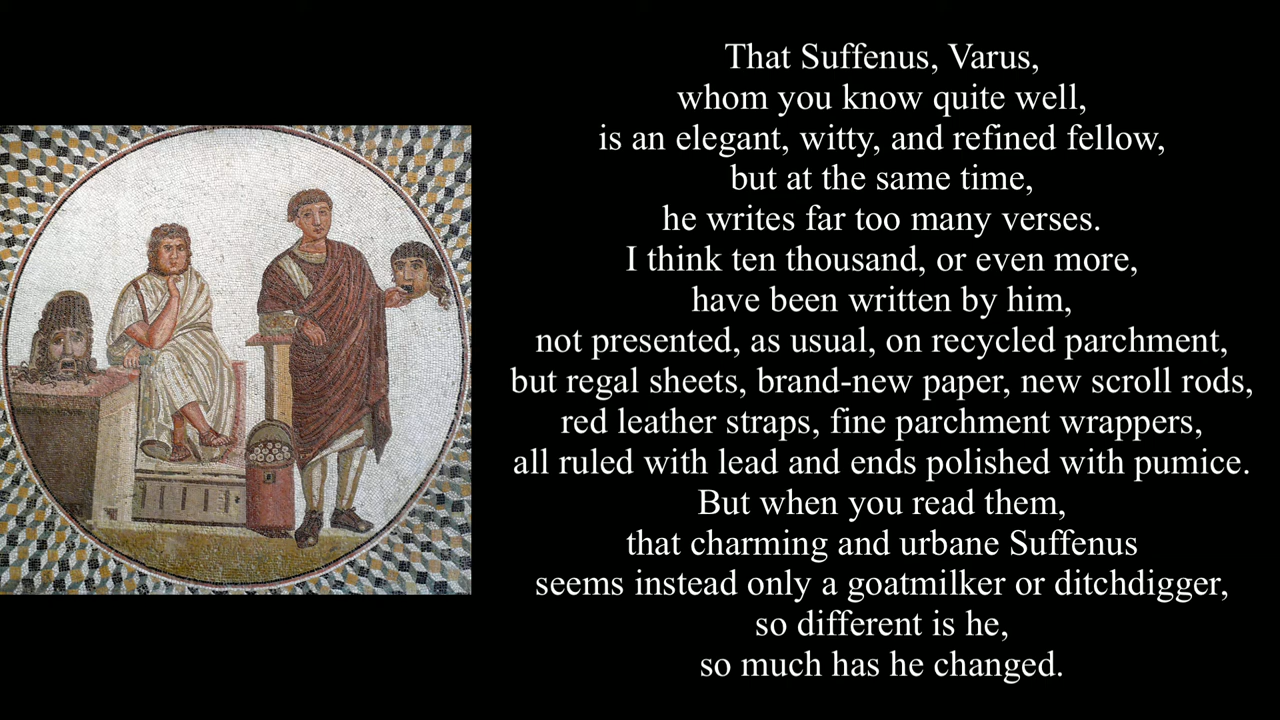 That Suffenus, Varus,
whom you know quite well,
is an elegant, witty, and refined fellow,
but at the same time,
he writes far too many verses.
I think ten thousand, or even more,
have been written by him,
not presented, as usual, on recycled parchment,
but regal sheets, brand-new paper, new scroll rods,
red leather straps, fine parchment wrappers,
all ruled with lead and ends polished with pumice.
But when you read them,
that charming and urbane Suffenus
seems instead only a goatmilker or ditchdigger,
so different is he,
so much has he changed.